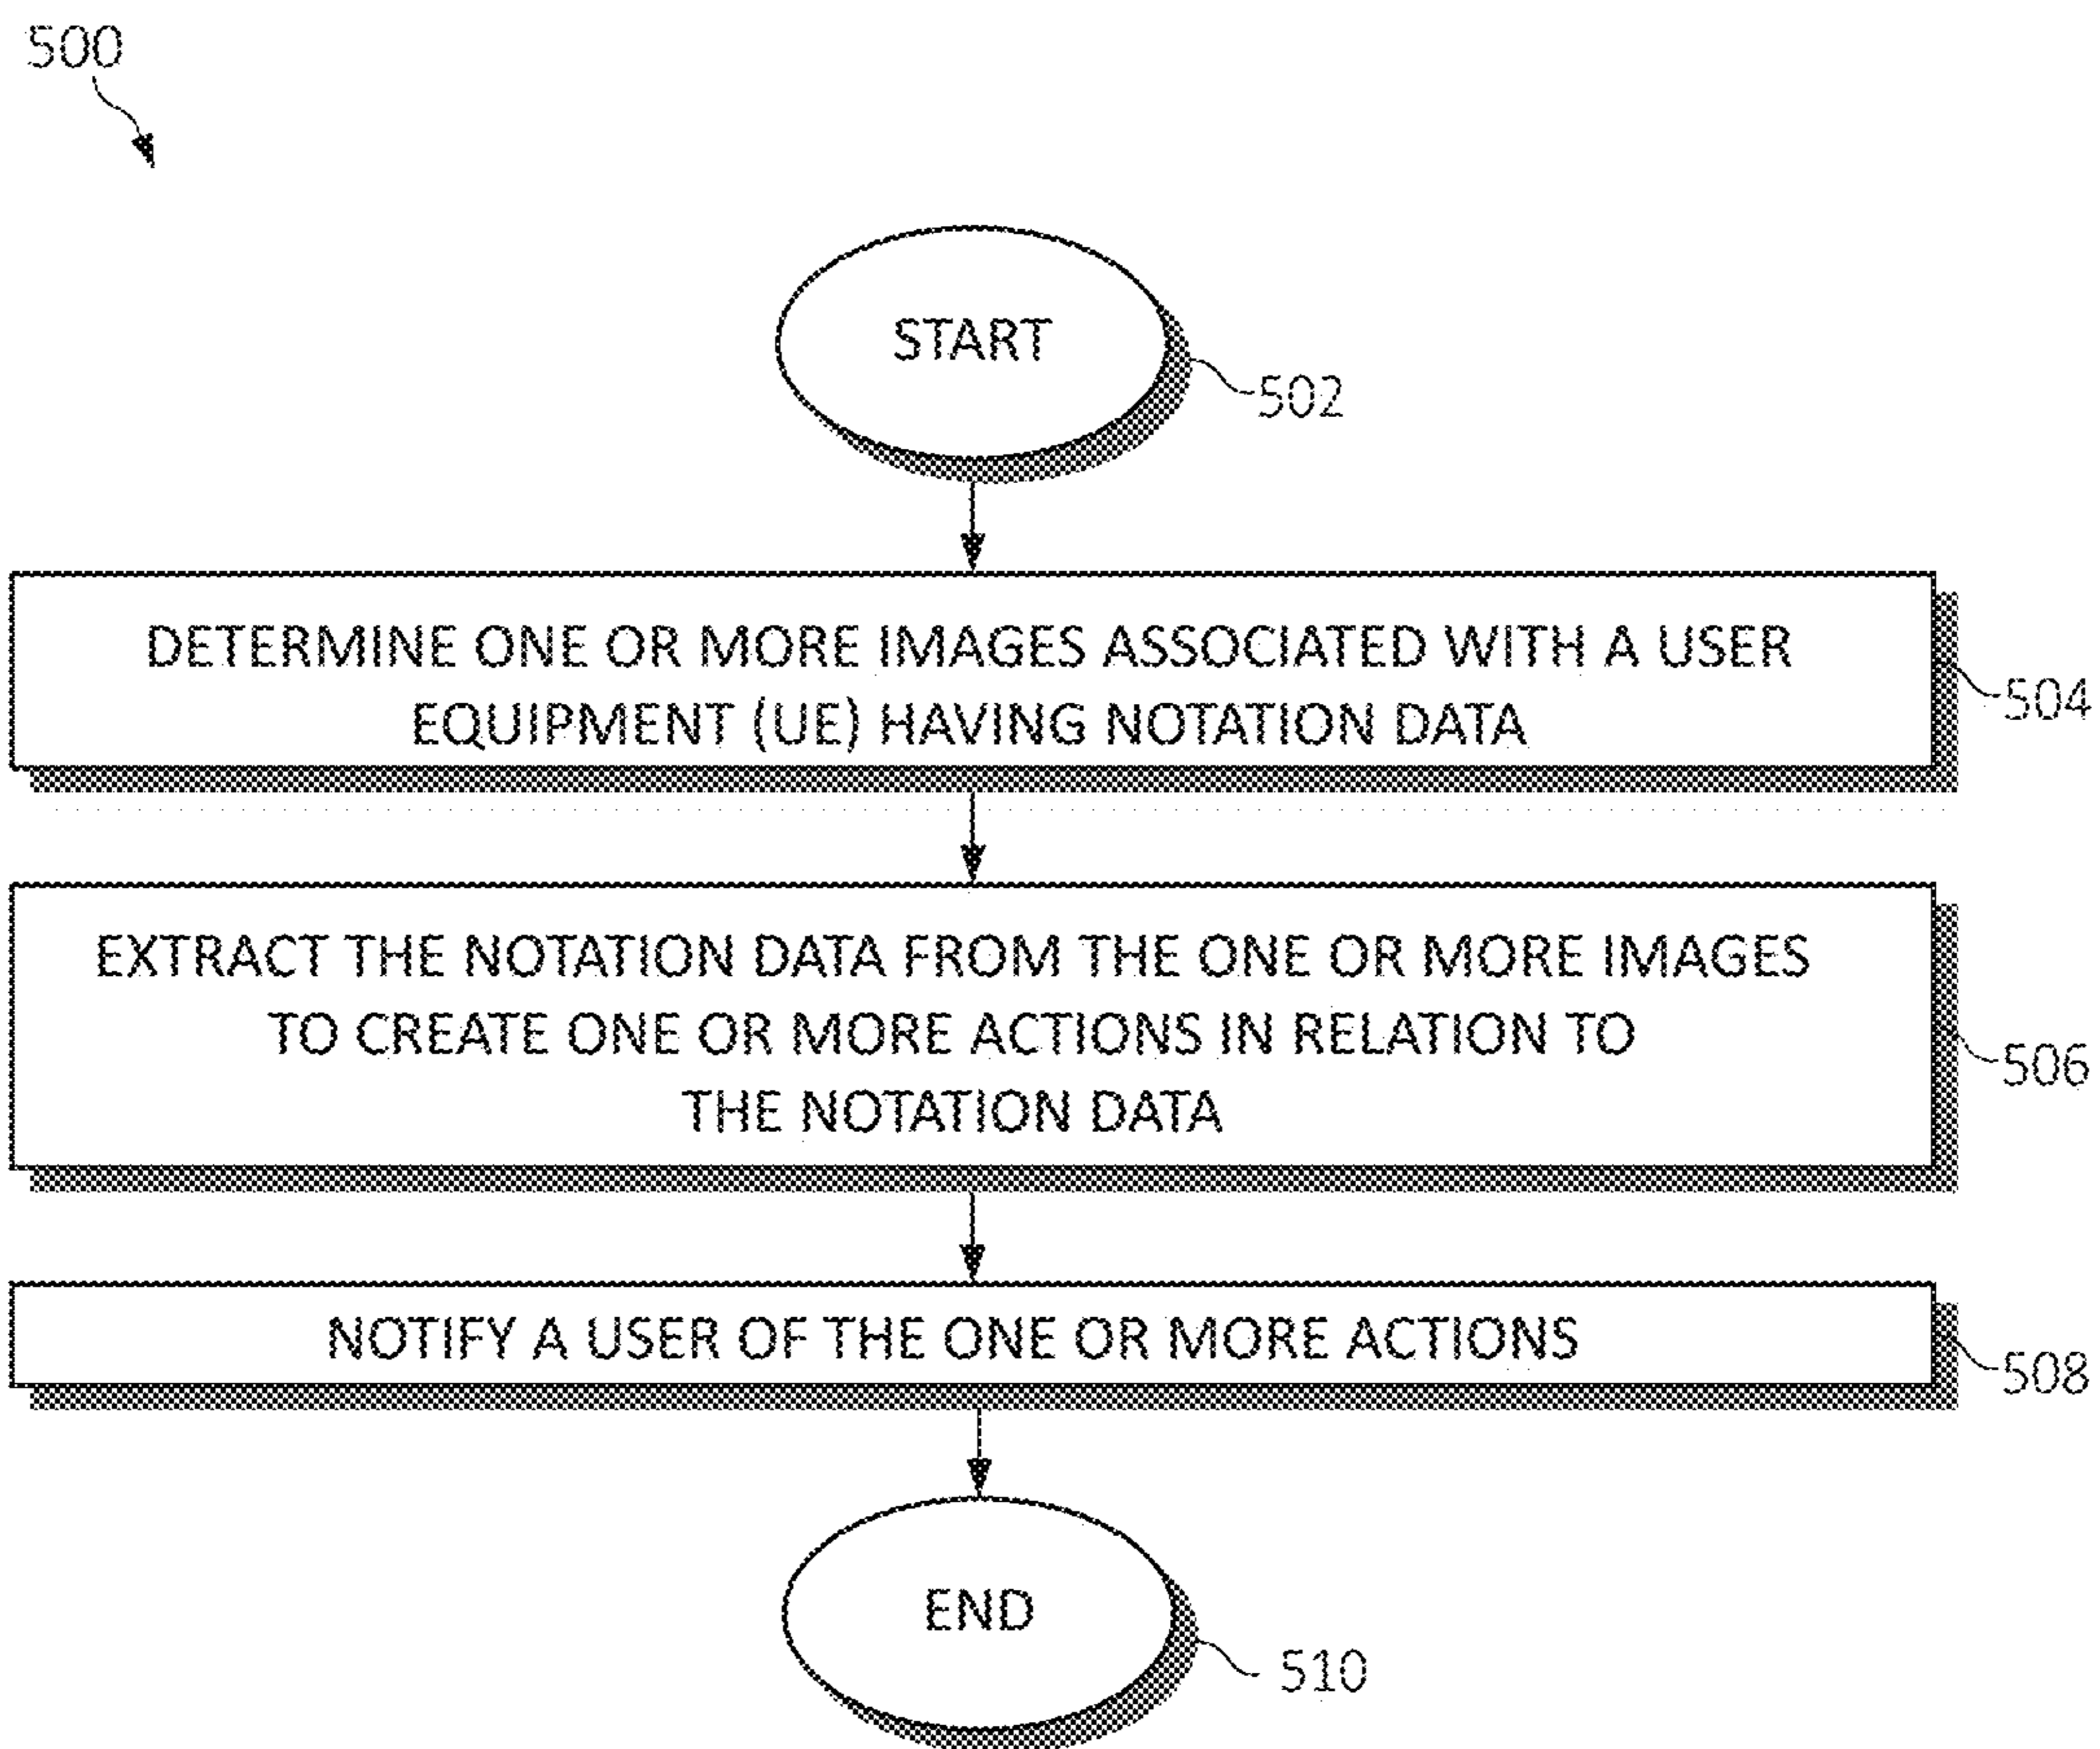 500
START
502
DETERMINE ONE OR MORE IMAGES ASSOCIATED WITH A USER
EQUIPMENT (UE) HAVING NOTATION DATA
504
EXTRACT THE NOTATION DATA FROM THE ONE OR MORE IMAGES
TO CREATE ONE OR MORE ACTIONS IN RELATION TO
THE NOTATION DATA
506
NOTIFY A USER OF THE ONE OR MORE ACTIONS
508
END
510